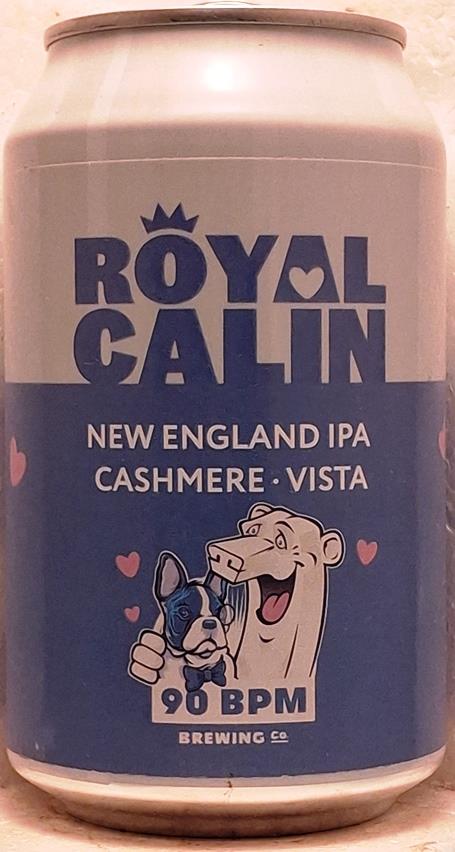 ROYAL
CALIN
NEW ENGLAND IPA
CASHMERE · VISTA
90 BPM
BREWING Co.